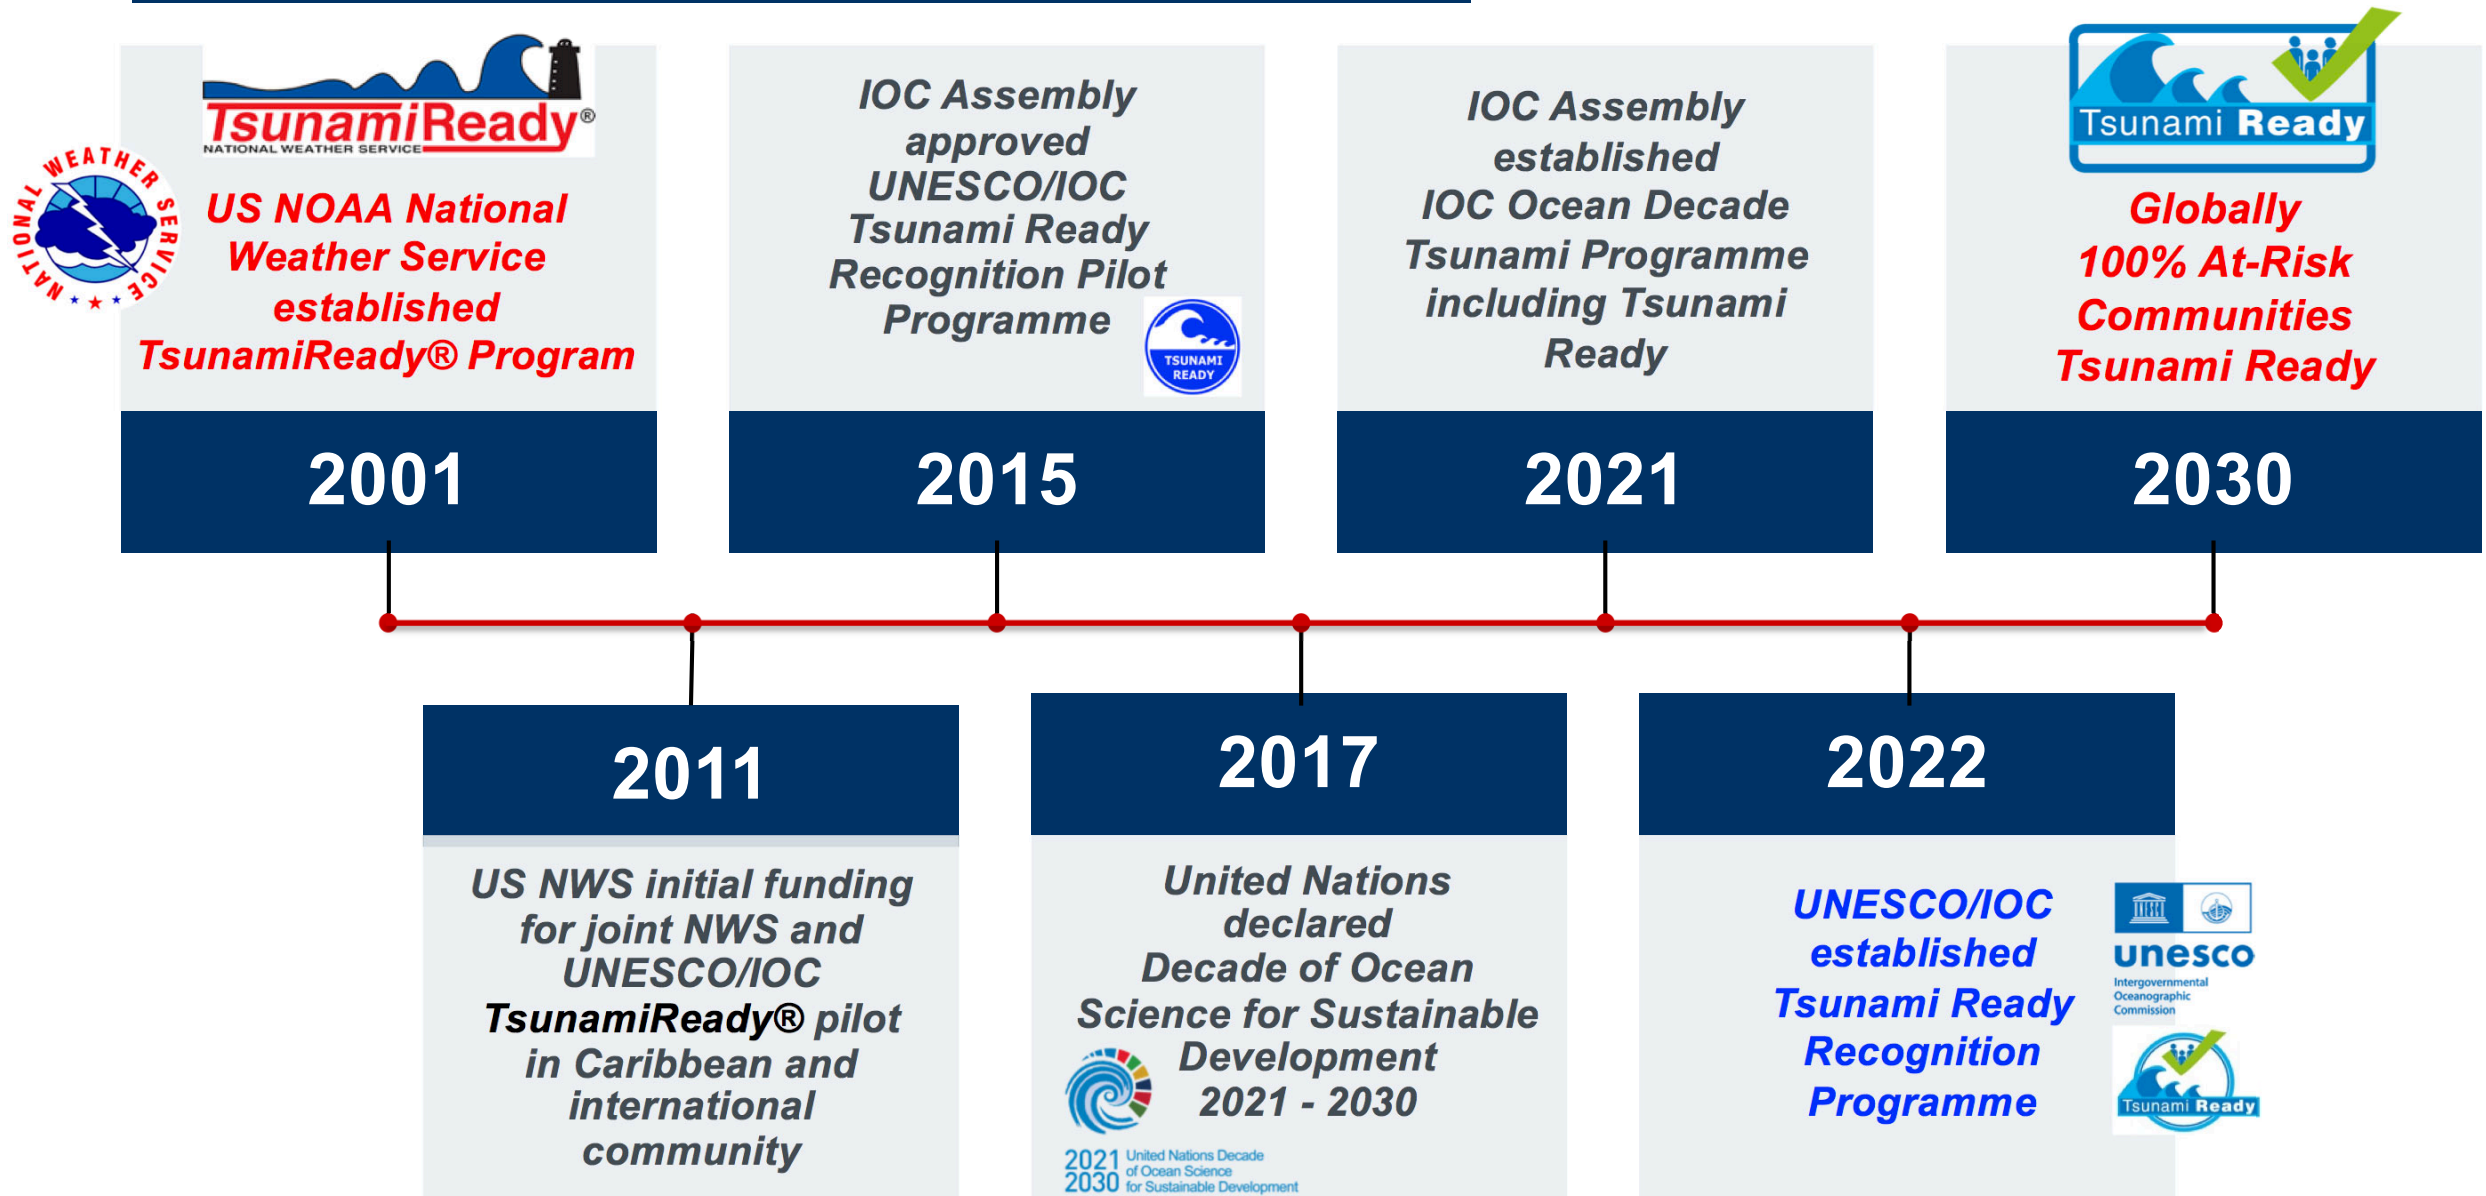 TsunamiReady®
NATIONAL WEATHER SERVICE
NATIONAL WEATHER SERVICE
US NOAA National
Weather Service
established
TsunamiReady® Program
2001
IOC Assembly
approved
UNESCO/IOC
Tsunami Ready
Recognition Pilot
Programme
TSUNAMI
READY
2015
IOC Assembly
established
IOC Ocean Decade
Tsunami Programme
including Tsunami
Ready
2021
Tsunami Ready
Globally
100% At-Risk
Communities
Tsunami Ready
2030
2011
US NWS initial funding
for joint NWS and
UNESCO/IOC
TsunamiReady® pilot
in Caribbean and
international
community
2017
United Nations
declared
Decade of Ocean
Science for Sustainable
Development
2021 - 2030
2021 United Nations Decade
of Ocean Science
2030 for Sustainable Development
2022
UNESCO/IOC
established
Tsunami Ready
Recognition
Programme
unesco
Intergovernmental
Oceanographic
Commission
Tsunami Ready